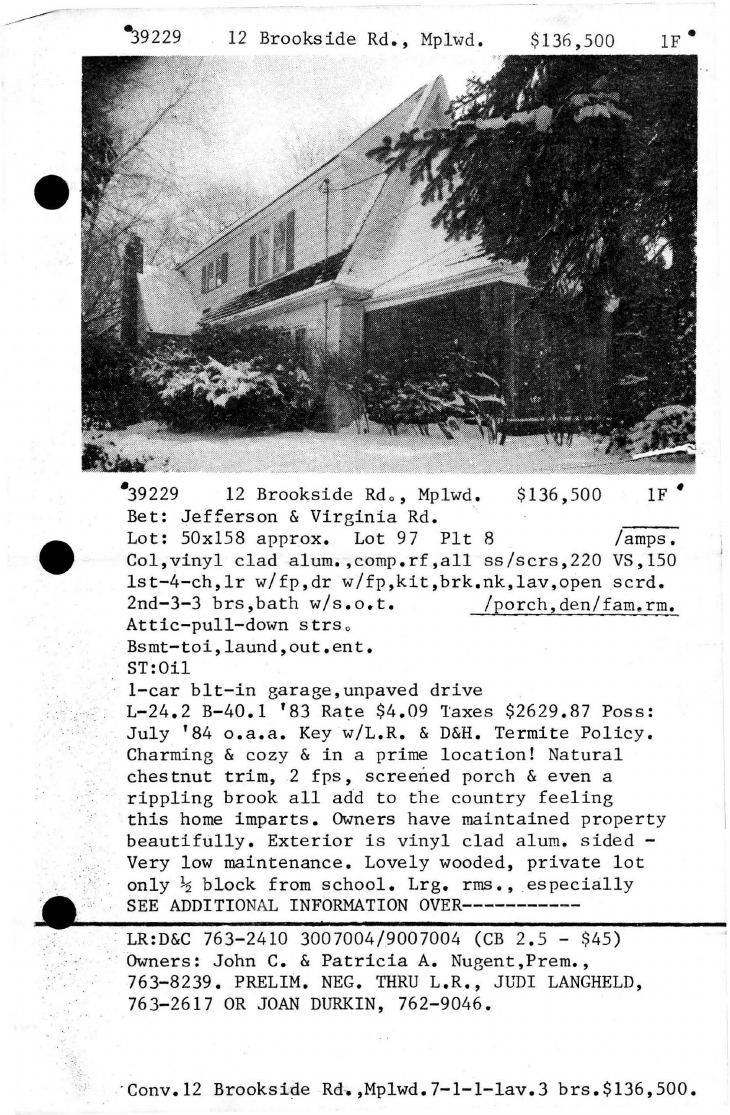 39229 12 Brookside Rd., Mplwd. $136,500 1F
39229 12 Brookside Rd., Mplwd. $136,500 1F
Bet: Jefferson & Virginia Rd.
Lot: 50x158 approx. Lot 97 Plt 8 /amps.
Col,vinyl clad alum.,comp.rf,all ss/scrs,220 VS,150
1st-4-ch,lr w/fp,dr w/fp,kit,brk.nk,lav,open scrd.
2nd-3-3 brs,bath w/s.o.t. /porch,den/fam.rm.
Attic-pull-down strs.
Bsmt-toi,laund,out.ent.
ST:Oil
1-car blt-in garage,unpaved drive
L-24.2 B-40.1 '83 Rate $4.09 Taxes $2629.87 Poss:
July '84 o.a.a. Key w/L.R. & D&H. Termite Policy.
Charming & cozy & in a prime location! Natural
chestnut trim, 2 fps, screened porch & even a
rippling brook all add to the country feeling
this home imparts. Owners have maintained property
beautifully. Exterior is vinyl clad alum. sided -
Very low maintenance. Lovely wooded, private lot
only ½ block from school. Lrg. rms., especially
SEE ADDITIONAL INFORMATION OVER-----------
LR:D&C 763-2410 3007004/9007004 (CB 2.5 - $45)
Owners: John C. & Patricia A. Nugent,Prem.,
763-8239. PRELIM. NEG. THRU L.R., JUDI LANGHELD,
763-2617 OR JOAN DURKIN, 762-9046.
Conv.12 Brookside Rd.,Mplwd.7-1-1-lav.3 brs.$136,500.